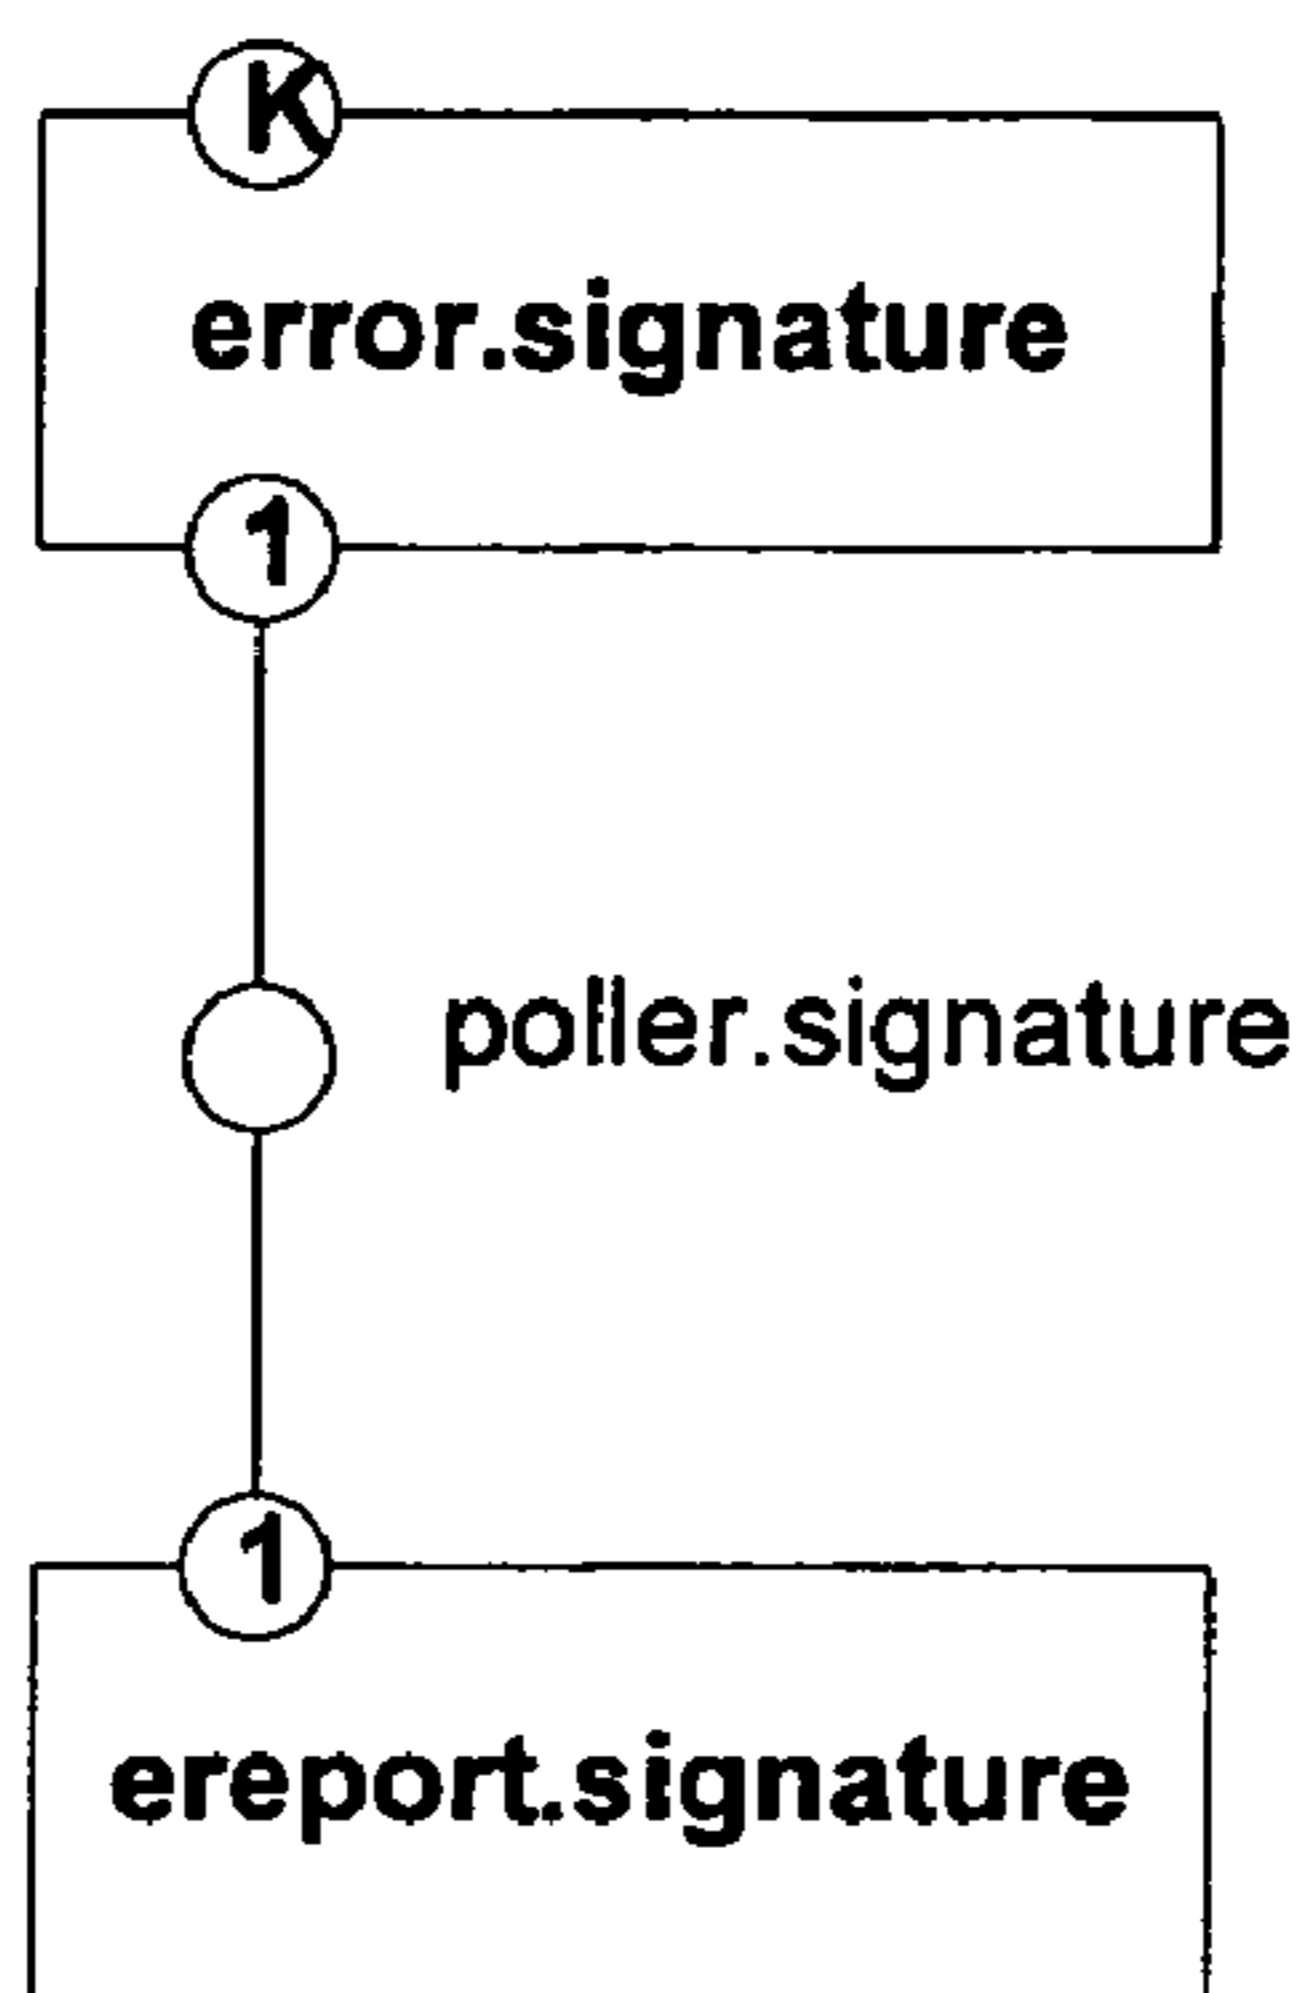 K
error.signature
1
poller.signature
1
ereport.signature